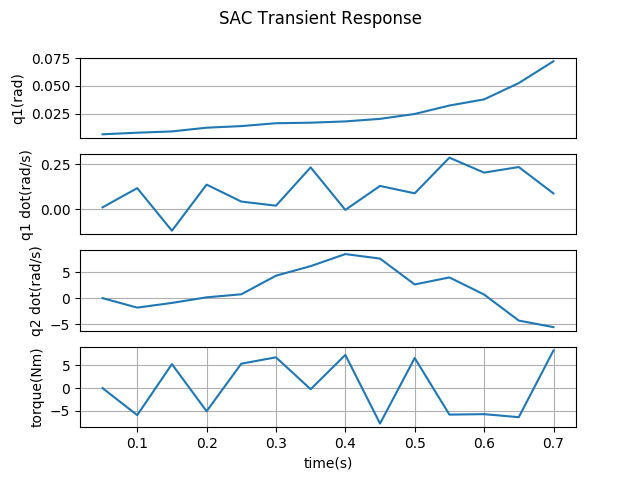 SAC Transient Response
0.075
0.050
0.025
q1(rad)
0.25
0.00
q1 dot(rad/s)
5
0
−5
q2 dot(rad/s)
5
0
−5
torque(Nm)
0.1 0.2 0.3 0.4 0.5 0.6 0.7
time(s)